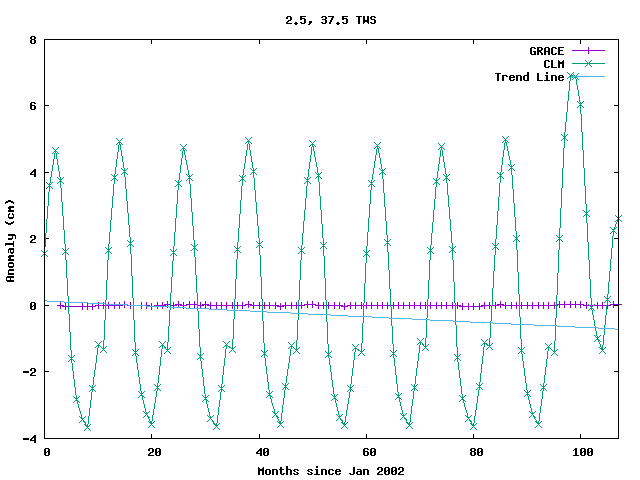 2.5, 37.5 TWS
GRACE
CLM
Trend Line
8
6
4
2
0
-2
-4
Anomaly (cm)
0 20 40 60 80 100
Months since Jan 2002